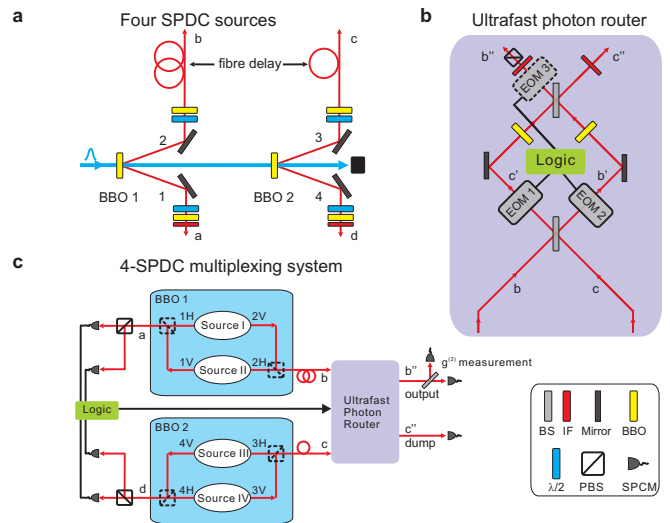 a
Four SPDC sources
b
c
fibre delay
2
3
BBO 1
BBO 2
1
4
a
d
b
Ultrafast photon router
b''
c''
EOM 3
Logic
c'
b'
EOM 1
EOM 2
b
c
c
4-SPDC multiplexing system
BBO 1
1H
2V
Source I
a
1V
2H
Source II
b
Logic
BBO 2
4V
3H
Source III
c
d
4H
3V
Source IV
Ultrafast
Photon
Router
b''
output
g(2) measurement
c''
dump
BS
IF
Mirror
BBO
λ/2
PBS
SPCM